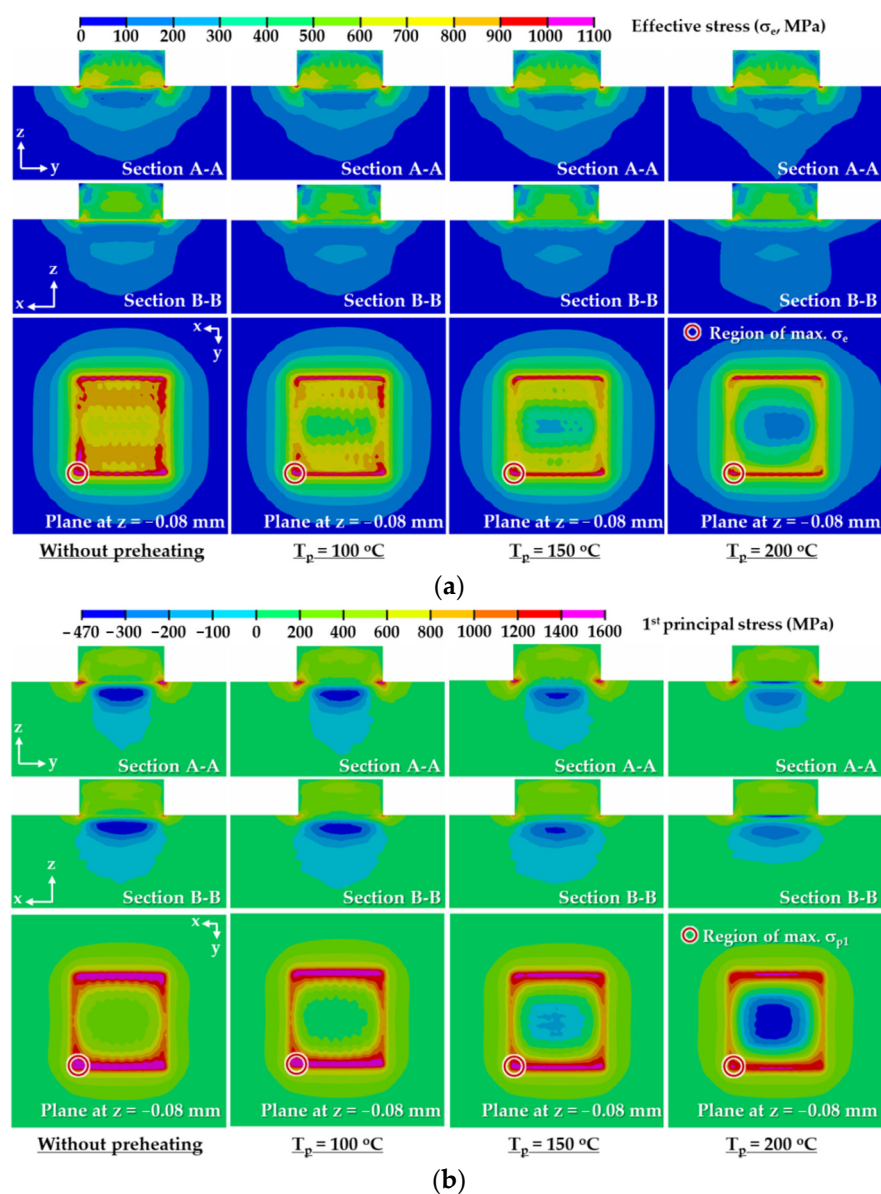 Effective stress (σe, MPa)
0 100 200 300 400 500 600 700 800 900 1000 1100
z
y
Section A-A Section A-A Section A-A Section A-A
z
x
Section B-B Section B-B Section B-B Section B-B
x
y
Region of max. σe
Plane at z = −0.08 mm Plane at z = −0.08 mm Plane at z = −0.08 mm Plane at z = −0.08 mm
Without preheating Tp = 100 °C Tp = 150 °C Tp = 200 °C
(a)
1st principal stress (MPa)
−470 −300 −200 −100 0 200 400 600 800 1000 1200 1400 1600
z
y
Section A-A Section A-A Section A-A Section A-A
z
x
Section B-B Section B-B Section B-B Section B-B
x
y
Region of max. σp1
Plane at z = −0.08 mm Plane at z = −0.08 mm Plane at z = −0.08 mm Plane at z = −0.08 mm
Without preheating Tp = 100 °C Tp = 150 °C Tp = 200 °C
(b)